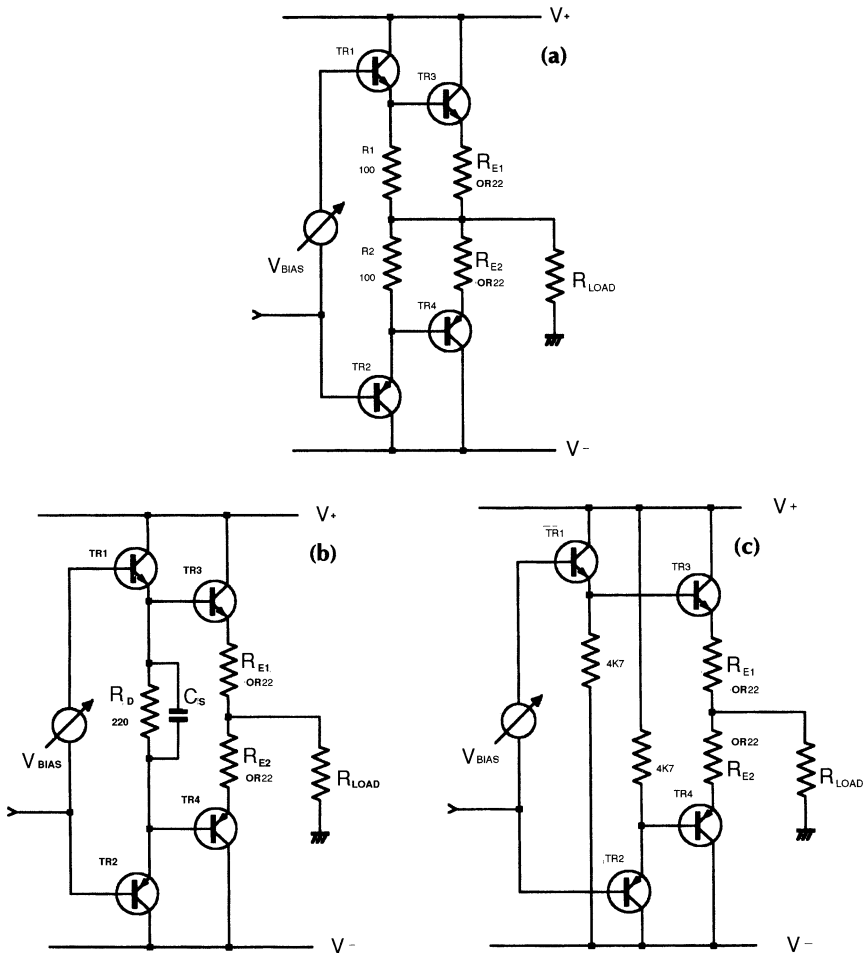 V+
TR1
(a)
TR3
R1
100
RE1
OR22
VBIAS
R2
100
RE2
OR22
RLOAD
TR4
TR2
V-
V+
TR1
(b)
TR3
RE1
OR22
RD
220
CS
VBIAS
RE2
OR22
RLOAD
TR4
TR2
V-
V+
TR1
(c)
TR3
4K7
RE1
OR22
VBIAS
4K7
OR22
RE2
RLOAD
TR4
TR2
V-